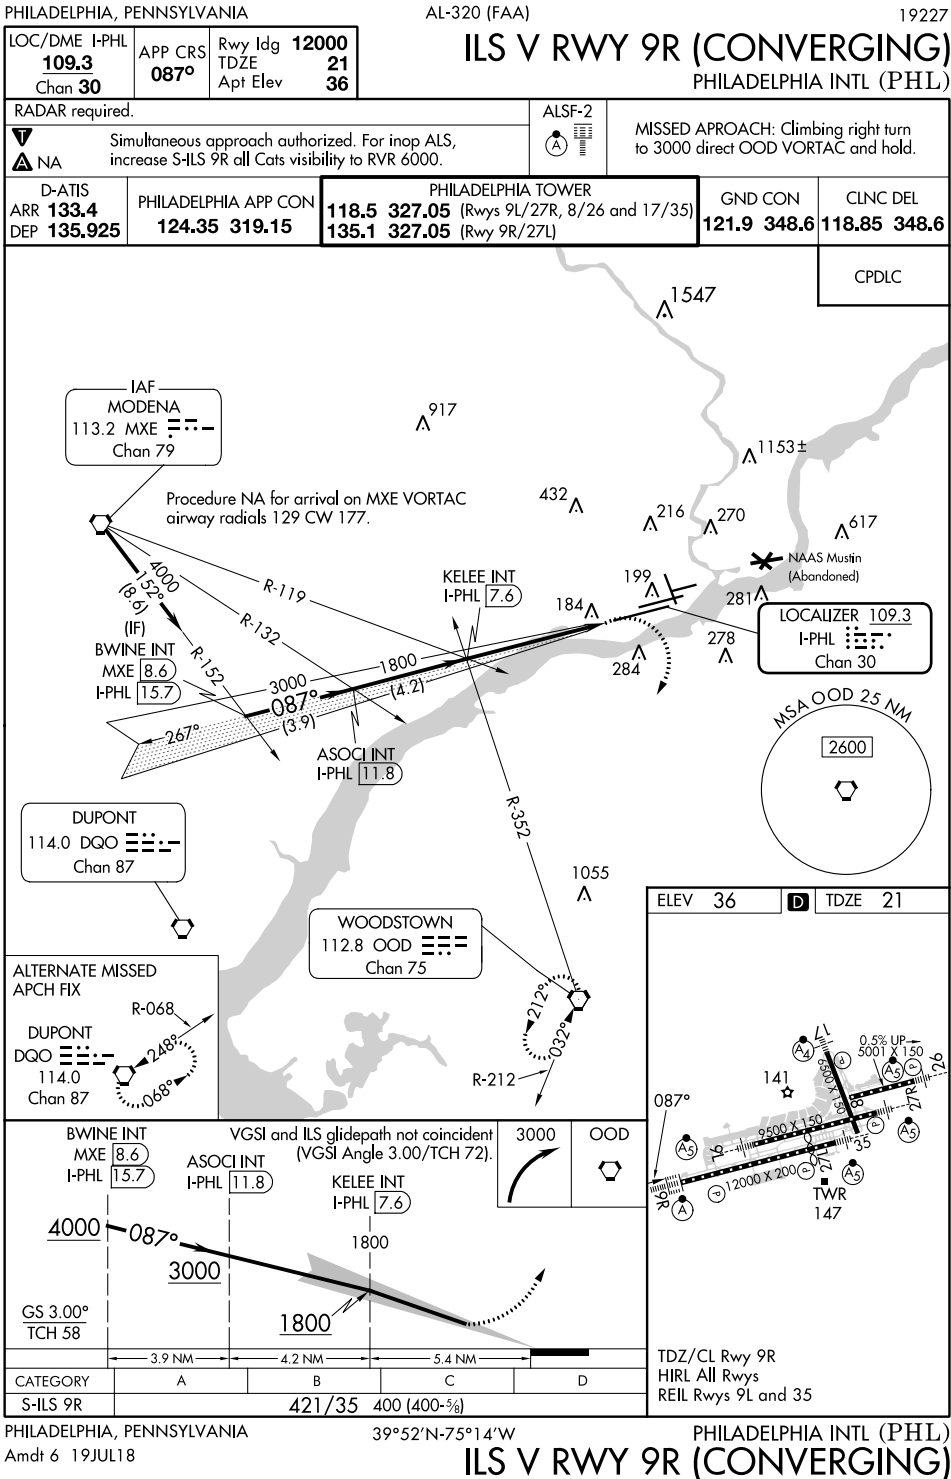 PHILADELPHIA, PENNSYLVANIA
AL-320 (FAA)
19227
LOC/DME I-PHL
109.3
Chan 30
APP CRS
087°
Rwy ldg 12000
TDZE 21
Apt Elev 36
ILS V RWY 9R (CONVERGING)
PHILADELPHIA INTL (PHL)
RADAR required.
T
A NA
Simultaneous approach authorized. For inop ALS,
increase S-ILS 9R all Cats visibility to RVR 6000.
ALSF-2
A
MISSED APROACH: Climbing right turn
to 3000 direct OOD VORTAC and hold.
D-ATIS
ARR 133.4
DEP 135.925
PHILADELPHIA APP CON
124.35 319.15
PHILADELPHIA TOWER
118.5 327.05 (Rwys 9L/27R, 8/26 and 17/35)
135.1 327.05 (Rwy 9R/27L)
GND CON
121.9 348.6
CLNC DEL
118.85 348.6
CPDLC
1547
IAF
MODENA
113.2 MXE
Chan 79
917
1153±
Procedure NA for arrival on MXE VORTAC
airway radials 129 CW 177.
432
216
270
617
NAAS Mustin
(Abandoned)
4000
152°
(8.6)
R-119
KELEE INT
I-PHL 7.6
199
184
281
(IF)
R-132
LOCALIZER 109.3
I-PHL
Chan 30
BWINE INT
MXE 8.6
I-PHL 15.7
R-152
3000
1800
087°
(4.2)
(3.9)
284
278
267°
ASOCI INT
I-PHL 11.8
MSA OOD 25 NM
2600
R-352
DUPONT
114.0 DQO
Chan 87
1055
WOODSTOWN
112.8 OOD
Chan 75
212°
032°
R-212
ALTERNATE MISSED
APCH FIX
R-068
DUPONT
DQO
114.0
Chan 87
248°
068°
ELEV 36
D
TDZE 21
17
0.5% UP
5001 X 150
26
A4
P
A5
P
6500 X 150
141
8
27R
087°
9500 X 150
P
A5
9L
35
A5
P
27L
12000 X 200
P
A5
9R
A
TWR
147
TDZ/CL Rwy 9R
HIRL All Rwys
REIL Rwys 9L and 35
BWINE INT
MXE 8.6
I-PHL 15.7
VGSI and ILS glidepath not coincident
(VGSI Angle 3.00/TCH 72).
ASOCI INT
I-PHL 11.8
KELEE INT
I-PHL 7.6
3000
OOD
4000
087°
3000
1800
1800
GS 3.00°
TCH 58
3.9 NM
4.2 NM
5.4 NM
CATEGORY A B C D
S-ILS 9R 421/35 400 (400-⅝)
PHILADELPHIA, PENNSYLVANIA
Amdt 6 19JUL18
39°52'N-75°14'W
PHILADELPHIA INTL (PHL)
ILS V RWY 9R (CONVERGING)